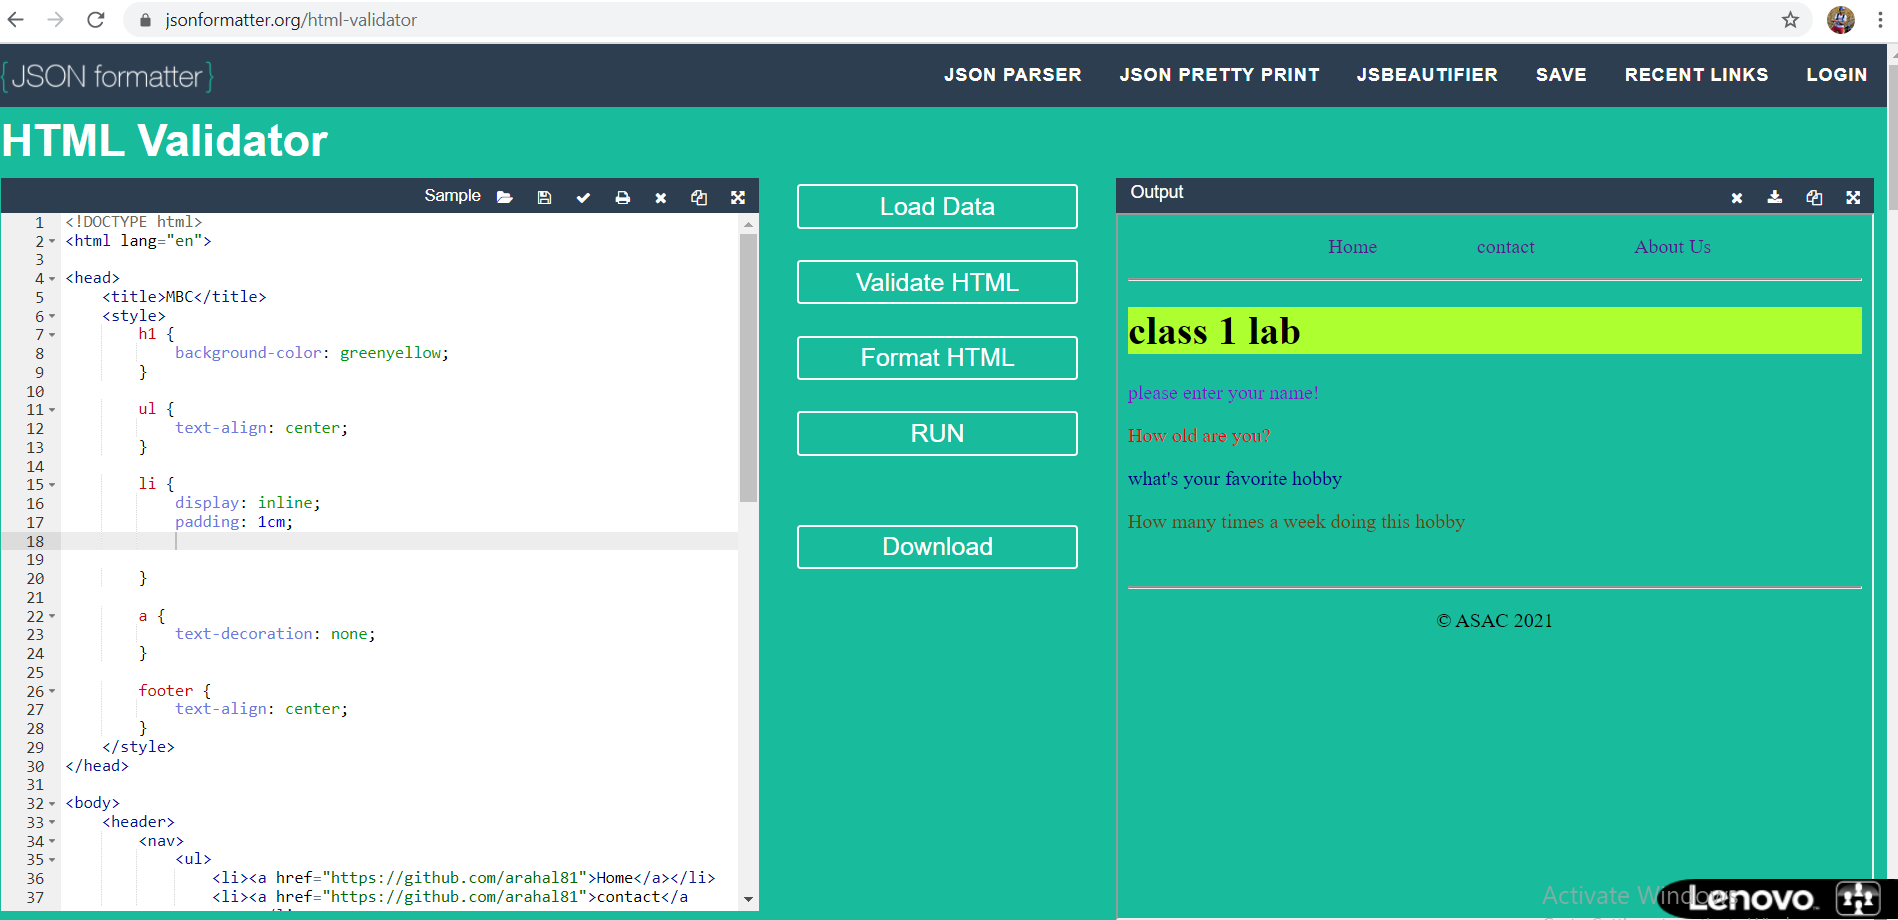 jsonformatter.org/html-validator
{JSON formatter}
JSON PARSER JSON PRETTY PRINT JSBEAUTIFIER SAVE RECENT LINKS LOGIN
HTML Validator
Sample
1 <!DOCTYPE html>
2 <html lang="en">
3
4 <head>
5 <title>MBC</title>
6 <style>
7 h1 {
8 background-color: greenyellow;
9 }
10
11 ul {
12 text-align: center;
13 }
14
15 li {
16 display: inline;
17 padding: 1cm;
18
19
20 }
21
22 a {
23 text-decoration: none;
24 }
25
26 footer {
27 text-align: center;
28 }
29 </style>
30 </head>
31
32 <body>
33 <header>
34 <nav>
35 <ul>
36 <li><a href="https://github.com/arahal81">Home</a></li>
37 <li><a href="https://github.com/arahal81">contact</a
Load Data
Validate HTML
Format HTML
RUN
Download
Output
Home contact About Us
class 1 lab
please enter your name!
How old are you?
what's your favorite hobby
How many times a week doing this hobby
© ASAC 2021
Activate Windows
Lenovo